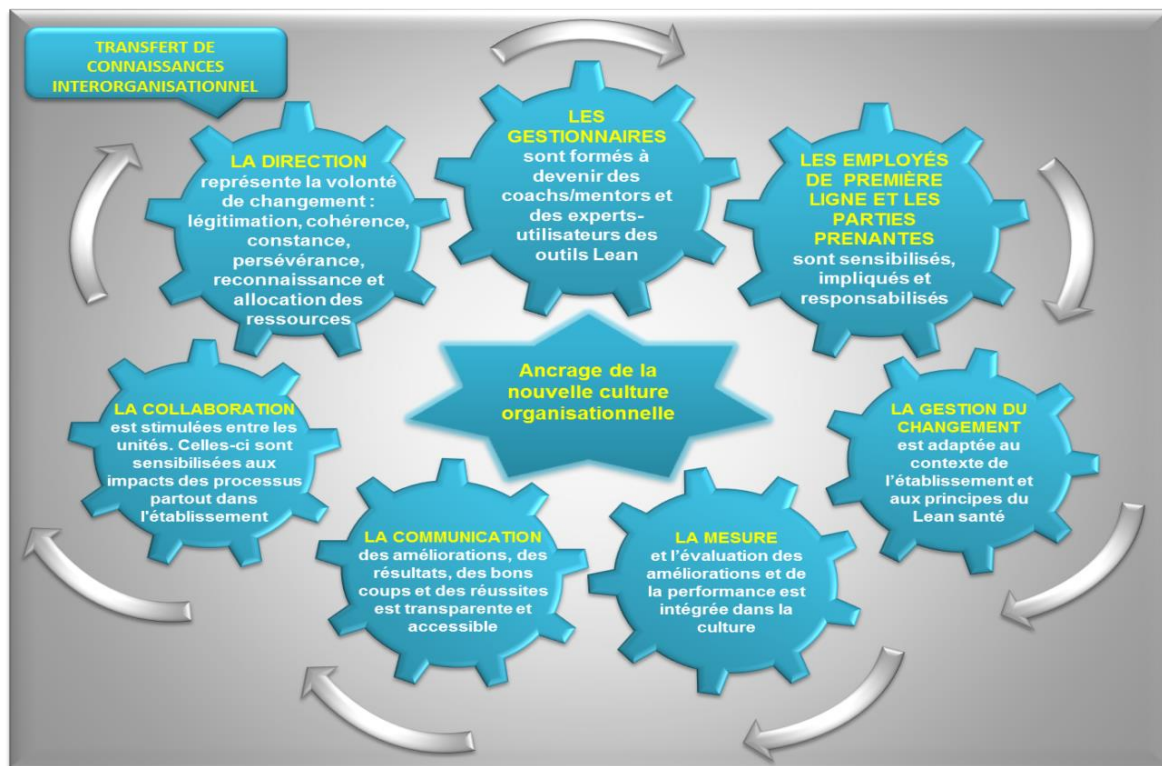 TRANSFERT DE
CONNAISSANCES
INTERORGANISATIONNEL
LA DIRECTION
représente la volonté
de changement :
légitimation, cohérence,
constance,
persévérance,
reconnaissance et
allocation des
ressources
LES
GESTIONNAIRES
sont formés à
devenir des
coachs/mentors et
des experts-
utilisateurs des
outils Lean
LES EMPLOYÉS
DE PREMIÈRE
LIGNE ET LES
PARTIES
PRENANTES
sont sensibilisés,
impliqués et
responsabilisés
LA GESTION DU
CHANGEMENT
est adaptée au
contexte de
l'établissement et
aux principes du
Lean santé
LA MESURE
et l'évaluation des
améliorations et de
la performance est
intégrée dans la
culture
LA COMMUNICATION
des améliorations, des
résultats, des bons
coups et des réussites
est transparente et
accessible
LA COLLABORATION
est stimulées entre les
unités. Celles-ci sont
sensibilisées aux
impacts des processus
partout dans
l'établissement
Ancrage de la
nouvelle culture
organisationnelle